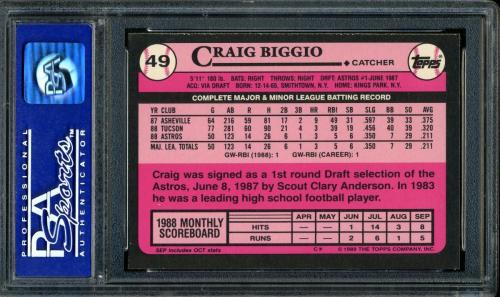 PSA
PROFESSIONAL
PSA
Sports
AUTHENTICATOR
49
CRAIG BIGGIO
CATCHER
Topps
5'11" 180 lb. BATS: RIGHT THROWS: RIGHT DRFT: ASTROS #1-JUNE 1987
ACQ: VIA DRAFT BORN: 12-14-65, SMITHTOWN, N.Y. HOME: KINGS PARK, N.Y.
COMPLETE MAJOR & MINOR LEAGUE BATTING RECORD
YR CLUB G AB R H 2B 3B HR RBI SB SLG BB SO AVG
87 ASHEVILLE 64 216 59 81 17 2 9 49 31 .597 39 33 .375
88 TUCSON 77 281 60 90 21 4 3 39 19 .456 40 39 .320
88 ASTROS 50 123 14 26 6 1 3 5 6 .350 7 29 .211
MAJ. LEA. TOTALS 50 123 14 26 6 1 3 5 6 .350 7 29 .211
GW-RBI (1988): 1 GW-RBI (CAREER): 1
Craig was signed as a 1st round Draft selection of the
Astros, June 8, 1987 by Scout Clary Anderson. In 1983
he was a leading high school football player.
1988 MONTHLY
SCOREBOARD
APR MAY JUN JUL AUG SEP
HITS — — 1 14 3 8
RUNS — — 2 6 1 5
SEP includes OCT stats
C* © 1989 THE TOPPS COMPANY, INC.